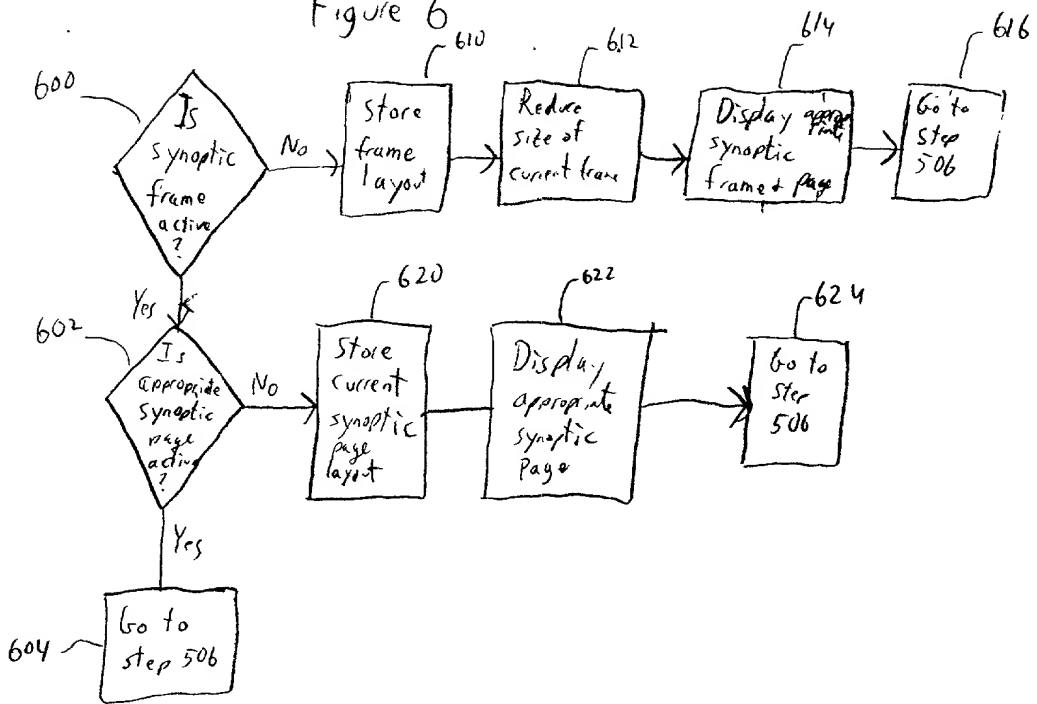 Figure 6
600
Is
synoptic
frame
active
?
No
610
Store
frame
layout
612
Reduce
size of
current frame
614
Display appropriate
synoptic
frame & page
616
Go to
step
506
Yes
602
Is
appropriate
synoptic
page
active
?
No
620
Store
current
synoptic
page
layout
622
Display
appropriate
synoptic
Page
624
Go to
step
506
Yes
604
Go to
step 506